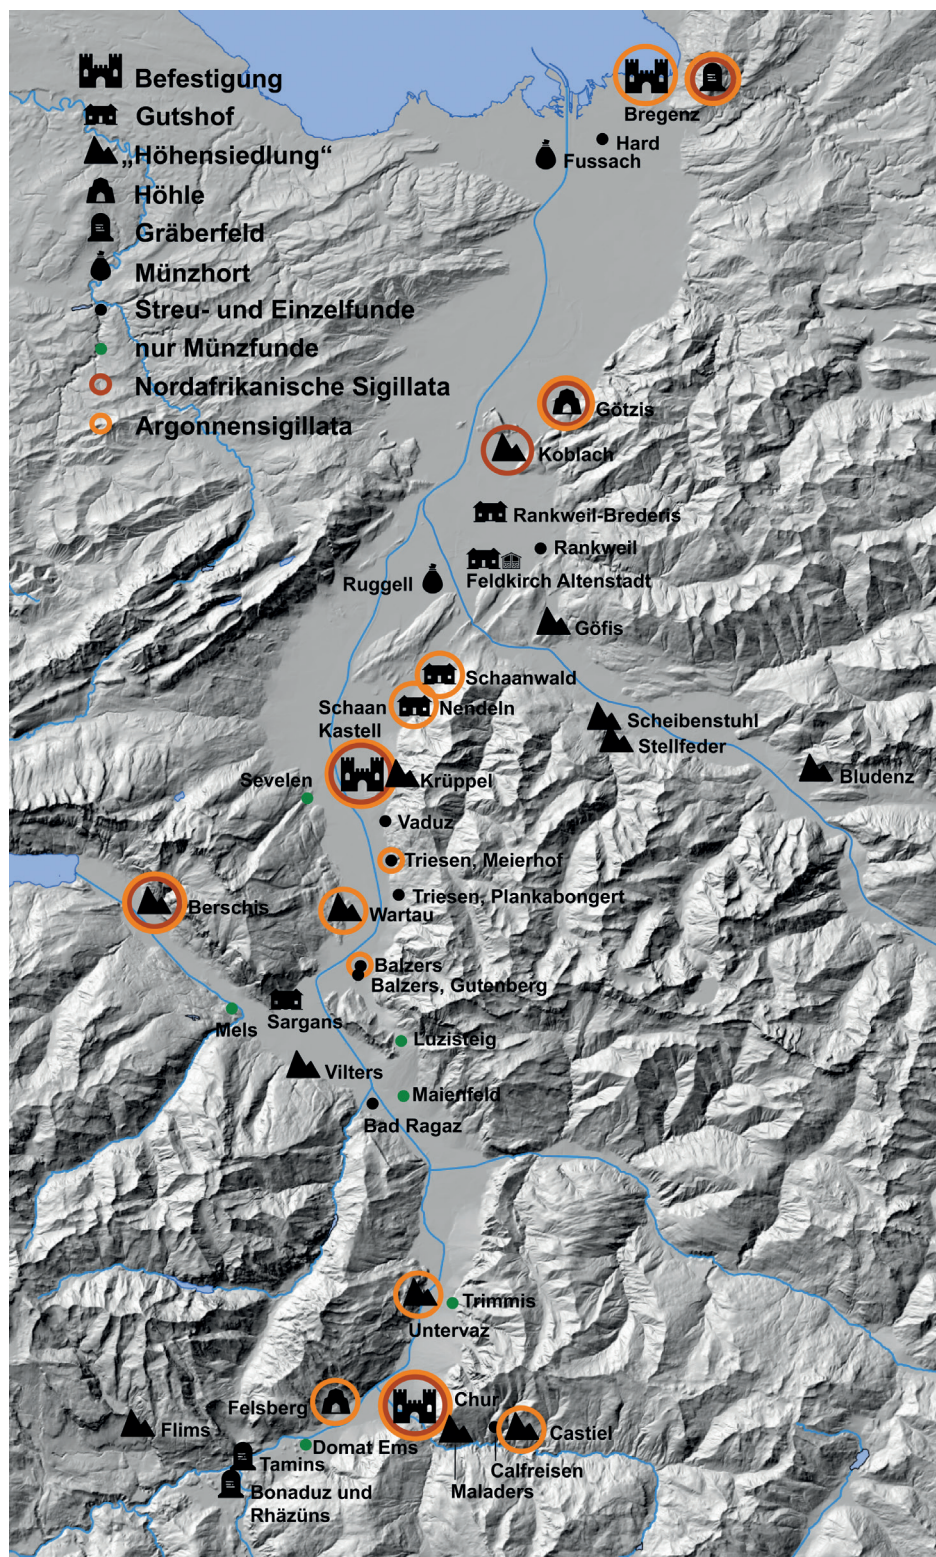 Befestigung
Gutshof
„Höhensiedlung“
Höhle
Gräberfeld
Münzhort
Streu- und Einzelfunde
nur Münzfunde
Nordafrikanische Sigillata
Argonnensigillata
Bregenz
Hard
Fussach
Götzis
Koblach
Rankweil-Brederis
Rankweil
Feldkirch Altenstadt
Ruggell
Göfis
Schaanwald
Nendeln
Schaan
Kastell
Scheibenstuhl
Stellfeder
Bludenz
Krüppel
Sevelen
Vaduz
Triesen, Meierhof
Triesen, Plankabongert
Berschis
Wartau
Balzers
Balzers, Gutenberg
Sargans
Mels
Luzisteig
Vilters
Maienfeld
Bad Ragaz
Trimmis
Untervaz
Felsberg
Chur
Flims
Castiel
Domat Ems
Tamins
Calfreisen
Maladers
Bonaduz und
Rhäzüns